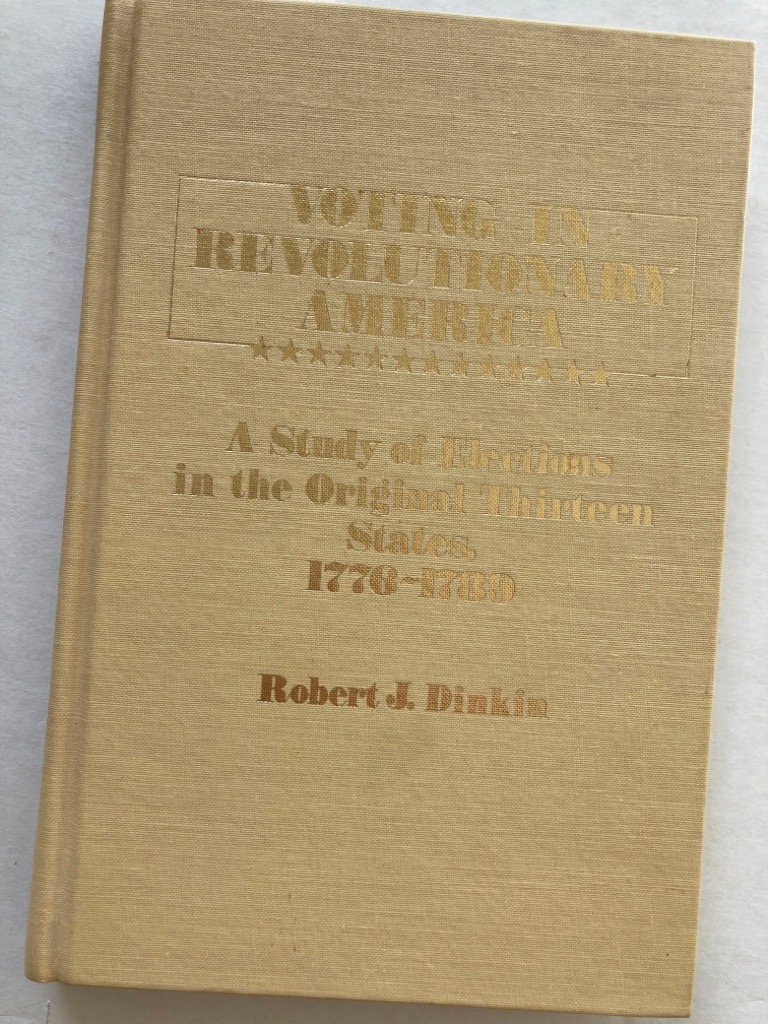 VOTING IN
REVOLUTIONARY
AMERICA
A Study of Elections
in the Original Thirteen
States,
1776-1789
Robert J. Dinkin